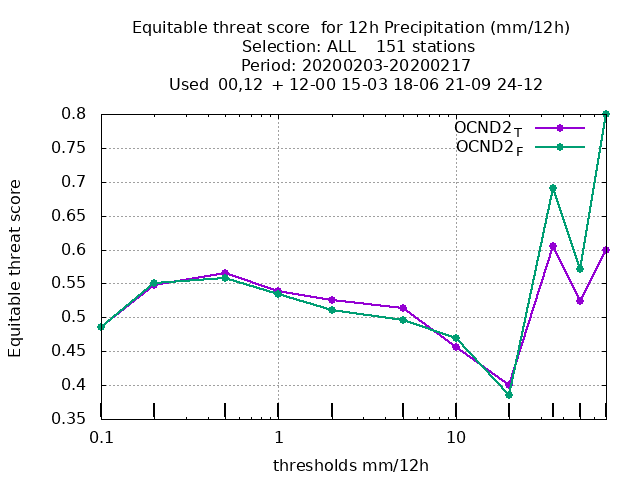 Equitable threat score  for 12h Precipitation (mm/12h)
Selection: ALL    151 stations
Period: 20200203-20200217
Used  00,12  + 12-00 15-03 18-06 21-09 24-12
OCND2T
OCND2F
Equitable threat score
0.8
0.75
0.7
0.65
0.6
0.55
0.5
0.45
0.4
0.35
0.1 1 10
thresholds mm/12h